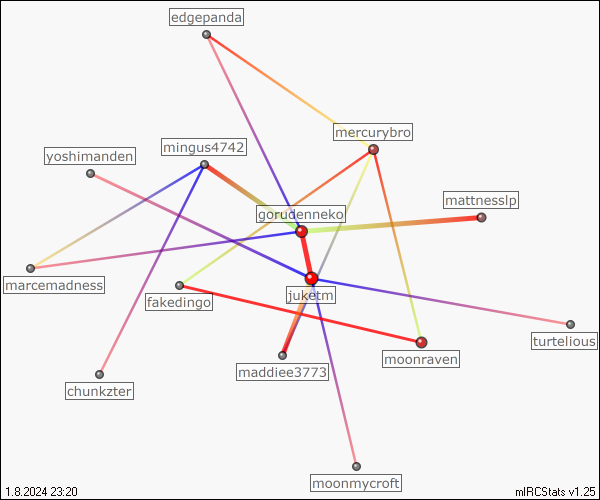 edgepanda
mercurybro
mingus4742
yoshimanden
mattnesslp
gorudenneko
marcemadness
juketm
fakedingo
turtelious
moonraven
maddiee3773
chunkzter
moonmycroft
1.8.2024 23:20
mIRCStats v1.25